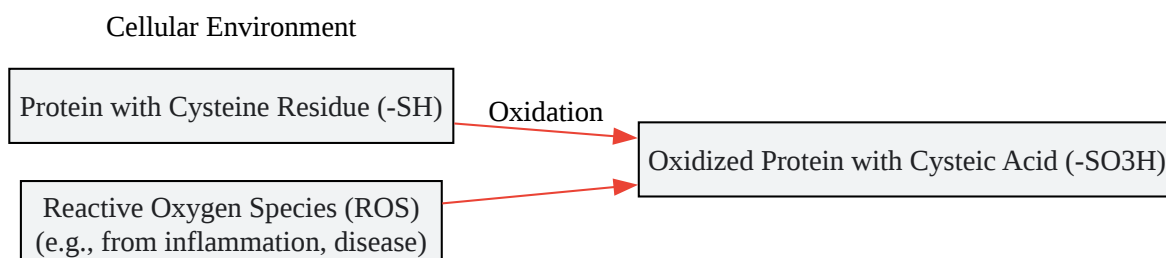 Cellular Environment
Protein with Cysteine Residue (-SH)
Oxidation
Oxidized Protein with Cysteic Acid (-SO3H)
Reactive Oxygen Species (ROS)
(e.g., from inflammation, disease)